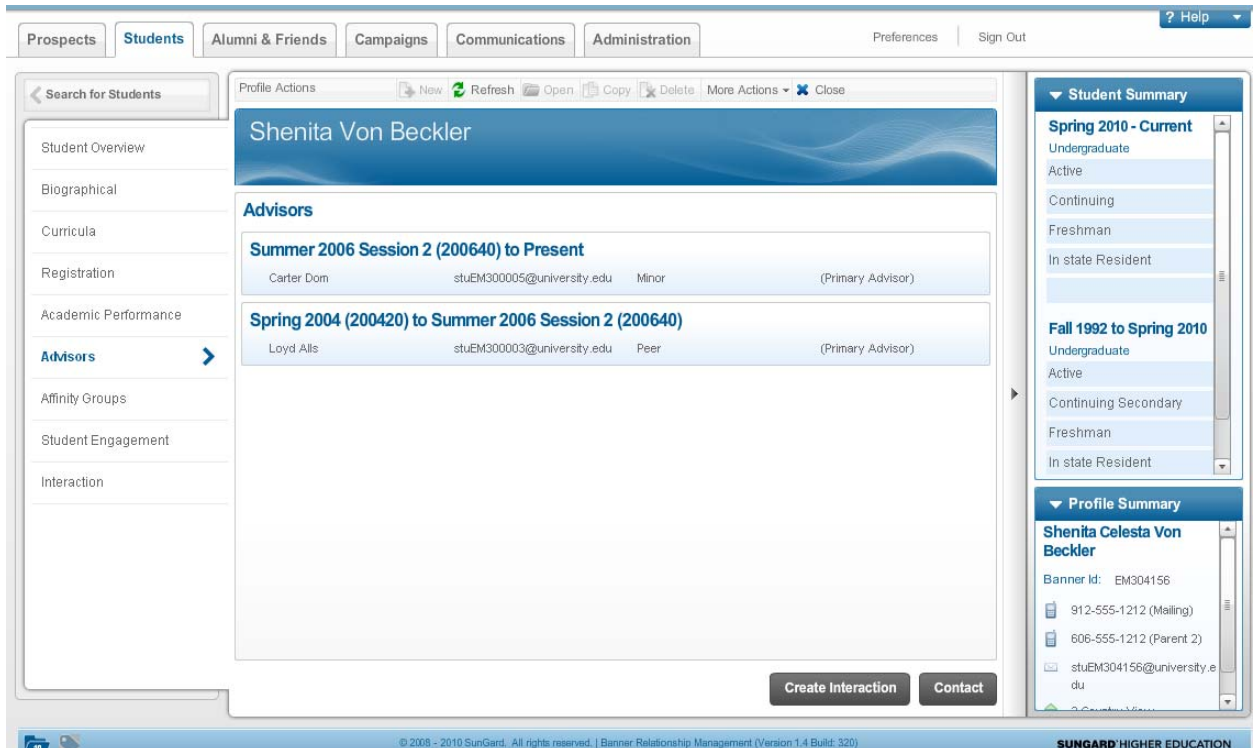 ? Help
Prospects Students Alumni & Friends Campaigns Communications Administration Preferences Sign Out
Search for Students
Student Overview
Biographical
Curricula
Registration
Academic Performance
Advisors
Affinity Groups
Student Engagement
Interaction
Profile Actions New Refresh Open Copy Delete More Actions Close
Shenita Von Beckler
Advisors
Summer 2006 Session 2 (200640) to Present
Carter Dom stuEM300005@university.edu Minor (Primary Advisor)
Spring 2004 (200420) to Summer 2006 Session 2 (200640)
Loyd Alls stuEM300003@university.edu Peer (Primary Advisor)
Create Interaction Contact
Student Summary
Spring 2010 - Current
Undergraduate
Active
Continuing
Freshman
In state Resident
Fall 1992 to Spring 2010
Undergraduate
Active
Continuing Secondary
Freshman
In state Resident
Profile Summary
Shenita Celesta Von
Beckler
Banner Id: EM304156
912-555-1212 (Mailing)
606-555-1212 (Parent 2)
stuEM304156@university.e
du
© 2008 - 2010 SunGard. All rights reserved. | Banner Relationship Management (Version 1.4 Build: 320)
SUNGARD HIGHER EDUCATION